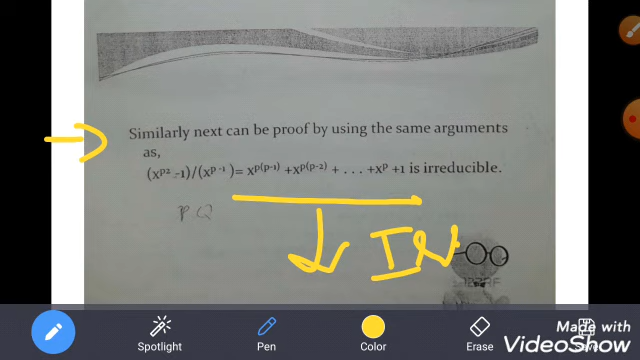 Similarly next can be proof by using the same arguments
as,
(x^p2 -1)/(x^p -1)= x^p(p-1) +x^p(p-2) + . . . +x^p +1 is irreducible.
P Q
IN
Spotlight
Pen
Color
Erase
Made with
VideoShow